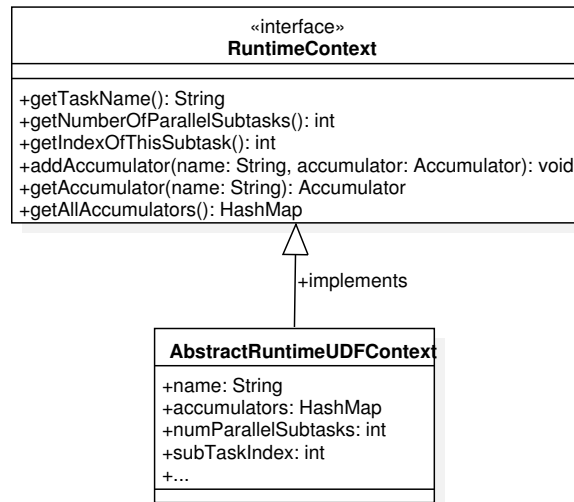 «interface»
RuntimeContext
+getTaskName(): String
+getNumberOfParallelSubtasks(): int
+getIndexOfThisSubtask(): int
+addAccumulator(name: String, accumulator: Accumulator): void
+getAccumulator(name: String): Accumulator
+getAllAccumulators(): HashMap
+implements
AbstractRuntimeUDFContext
+name: String
+accumulators: HashMap
+numParallelSubtasks: int
+subTaskIndex: int
+...